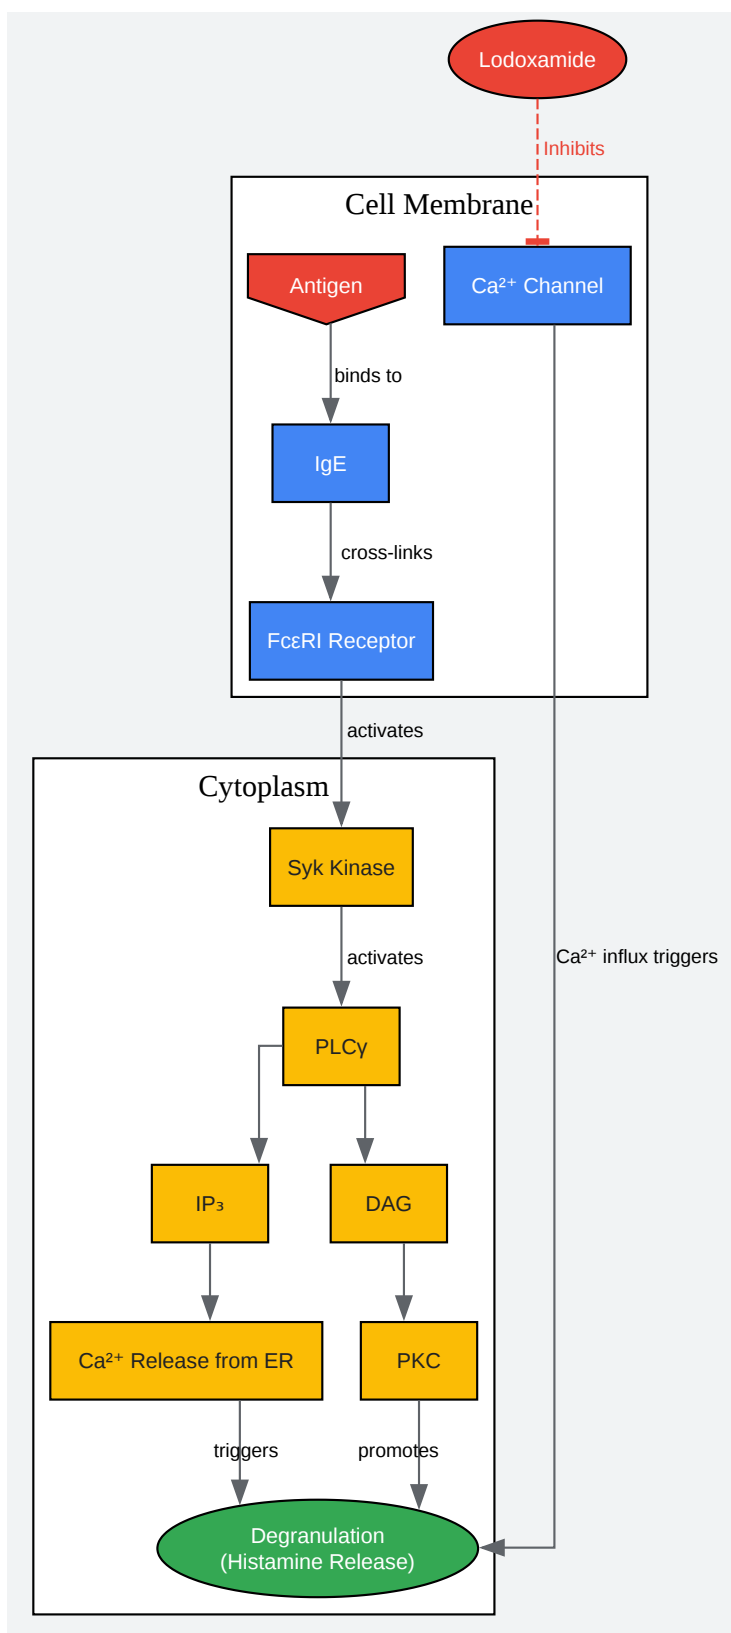 Lodoxamide
Inhibits
Cell Membrane
Antigen
Ca²⁺ Channel
binds to
IgE
cross-links
FcεRI Receptor
activates
Cytoplasm
Syk Kinase
activates
Ca²⁺ influx triggers
PLCγ
IP₃
DAG
Ca²⁺ Release from ER
PKC
triggers
promotes
Degranulation
(Histamine Release)